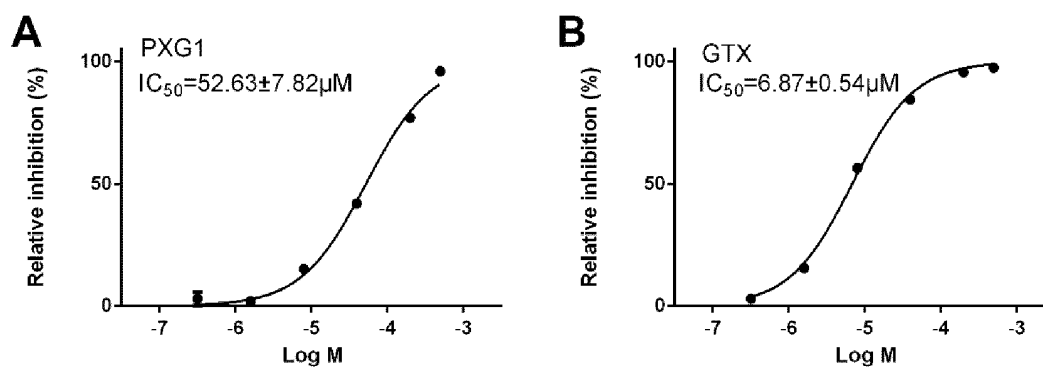 A
PXG1
IC50=52.63±7.82µM
Relative inhibition (%)
100
50
0
-7 -6 -5 -4 -3
Log M
B
GTX
IC50=6.87±0.54µM
Relative inhibition (%)
100
50
0
-7 -6 -5 -4 -3
Log M